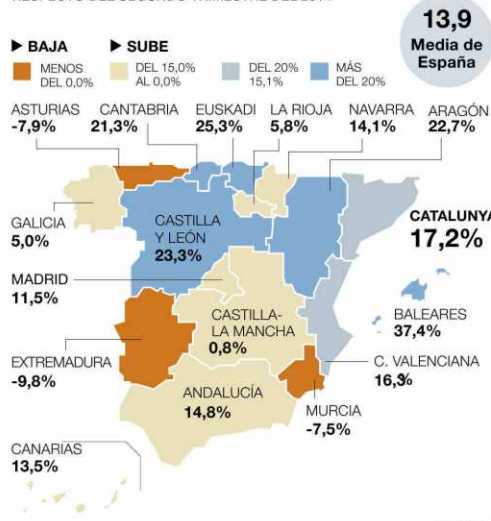 13,9
Media de
España
▶ BAJA
▶ SUBE
MENOS
DEL 0,0%
DEL 15,0%
AL 0,0%
DEL 20%
15,1%
MÁS
DEL 20%
ASTURIAS
-7,9%
CANTABRIA
21,3%
EUSKADI
25,3%
LA RIOJA
5,8%
NAVARRA
14,1%
ARAGÓN
22,7%
GALICIA
5,0%
CASTILLA
Y LEÓN
23,3%
CATALUNYA
17,2%
MADRID
11,5%
CASTILLA-
LA MANCHA
0,8%
BALEARES
37,4%
EXTREMADURA
-9,8%
C. VALENCIANA
16,3%
ANDALUCÍA
14,8%
MURCIA
-7,5%
CANARIAS
13,5%